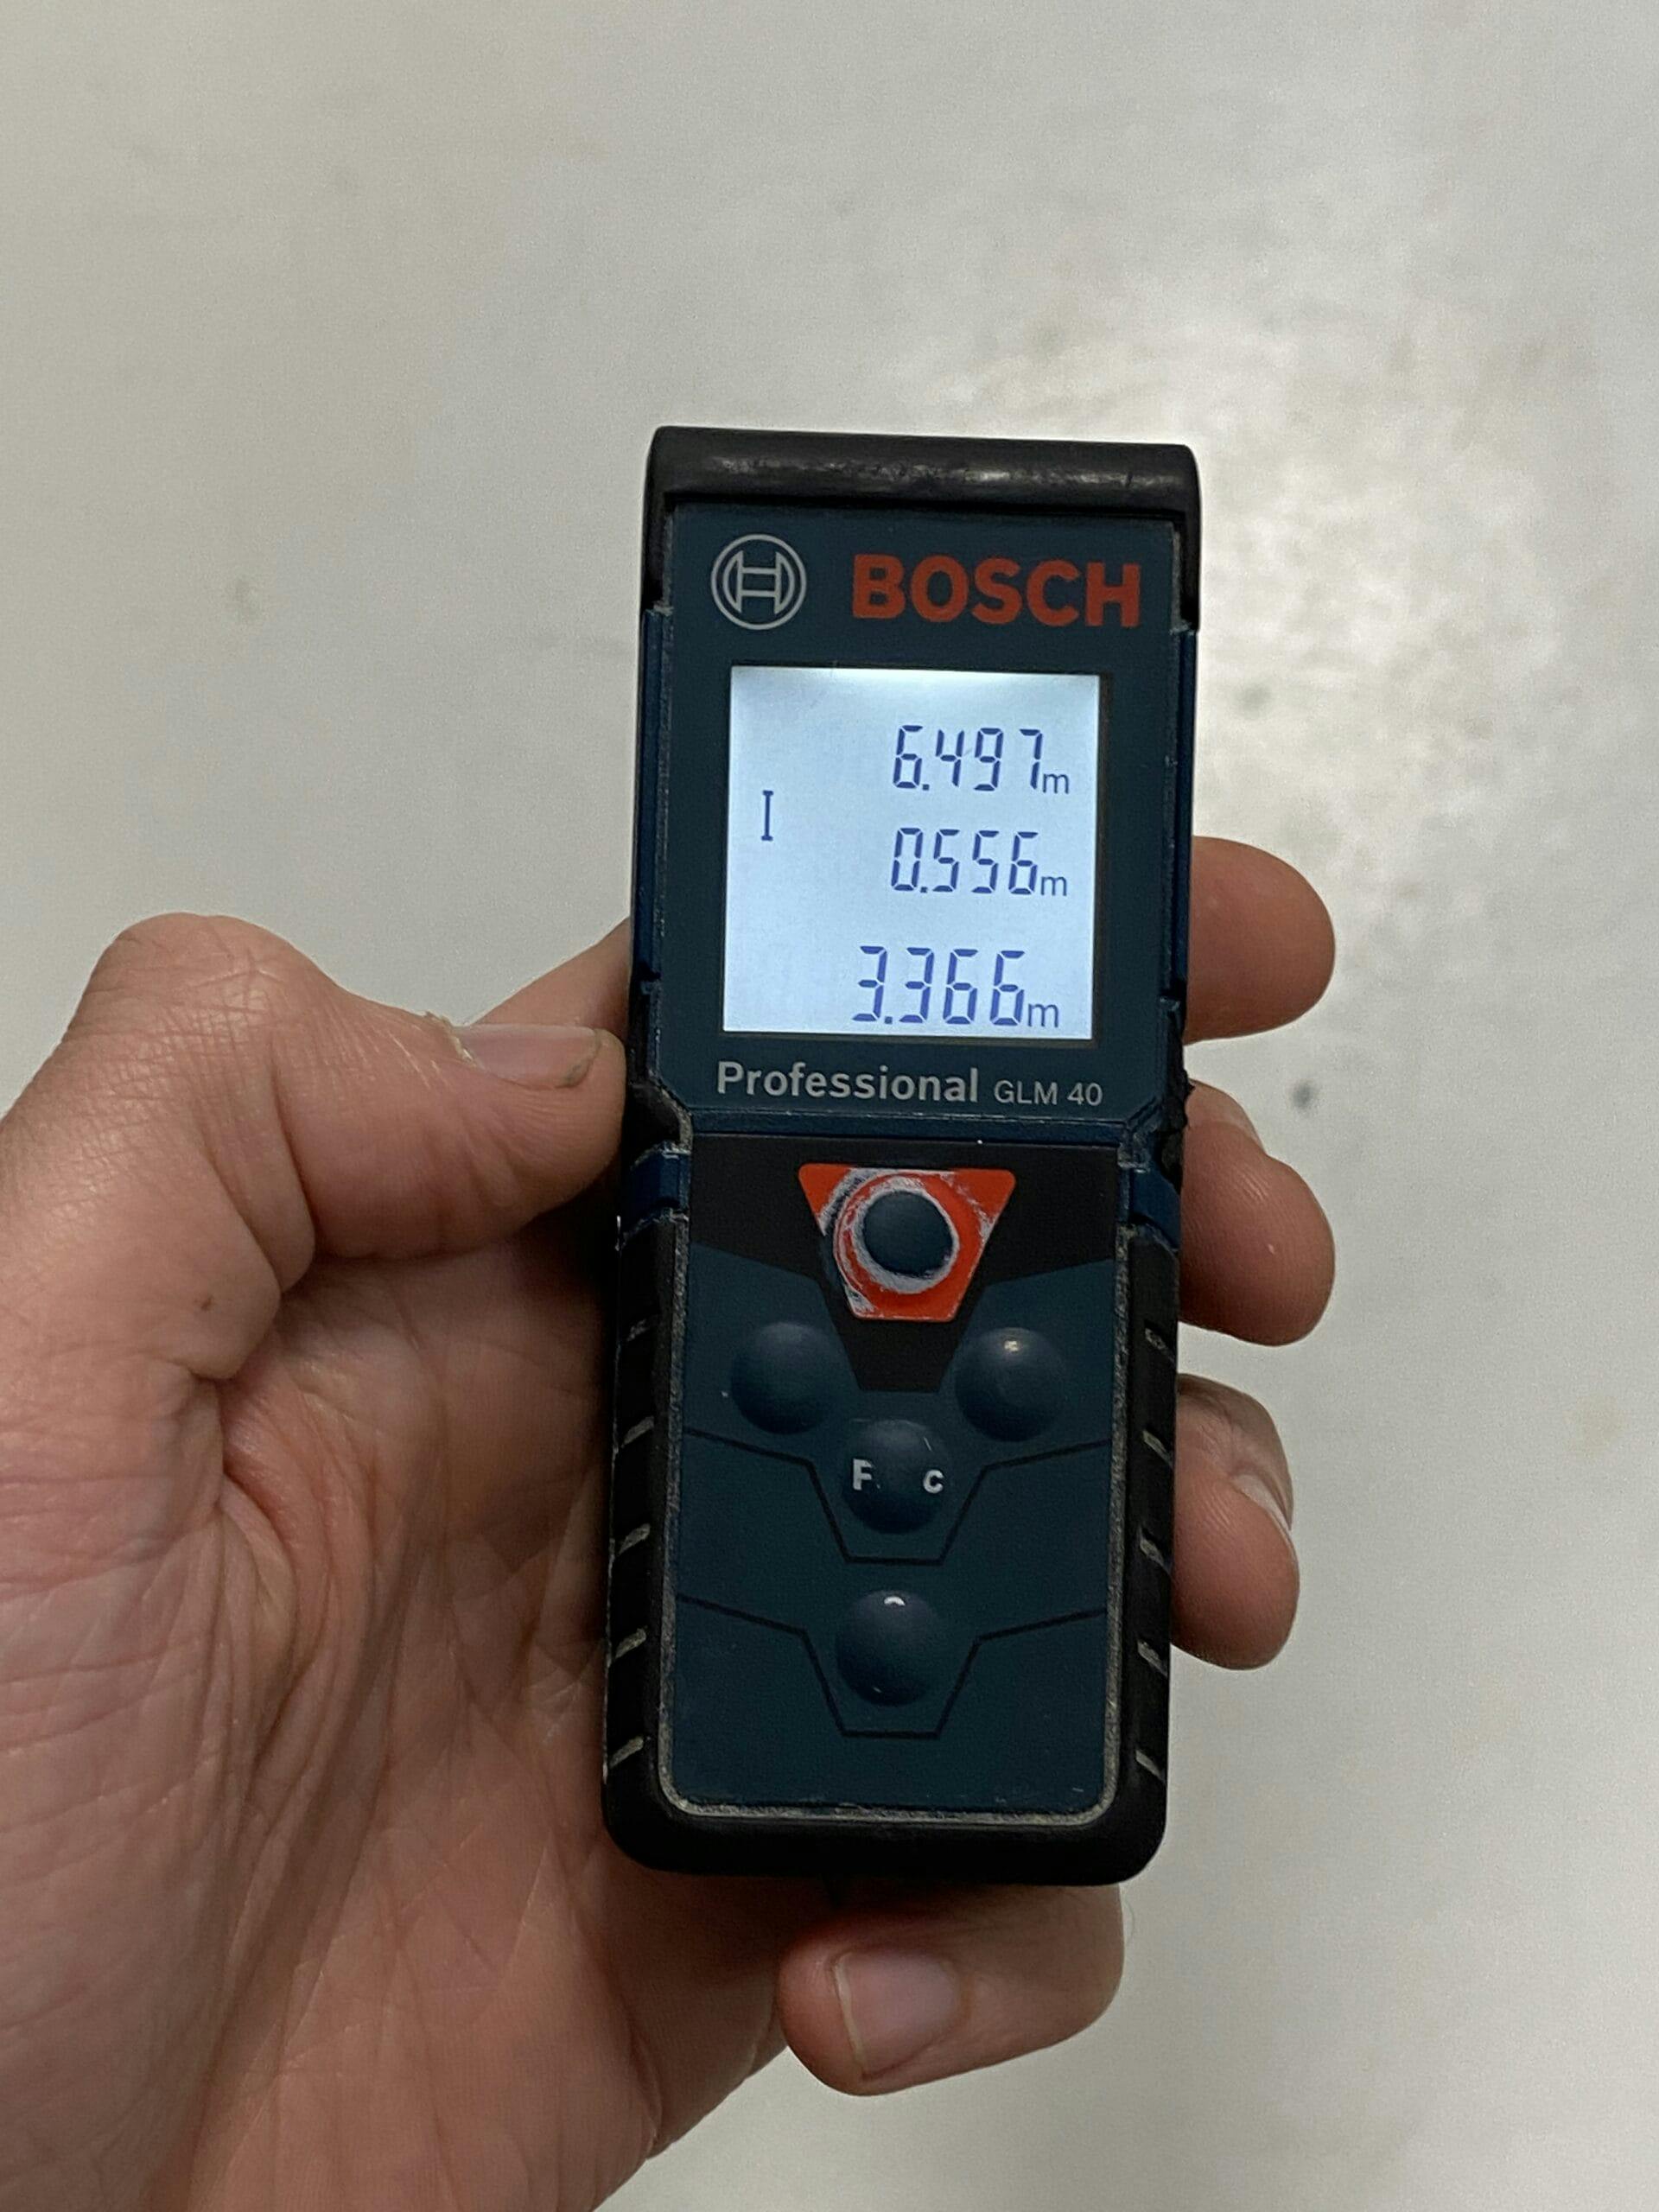 BOSCH
6.497m
0.556m
3.366m
Professional GLM 40
F c